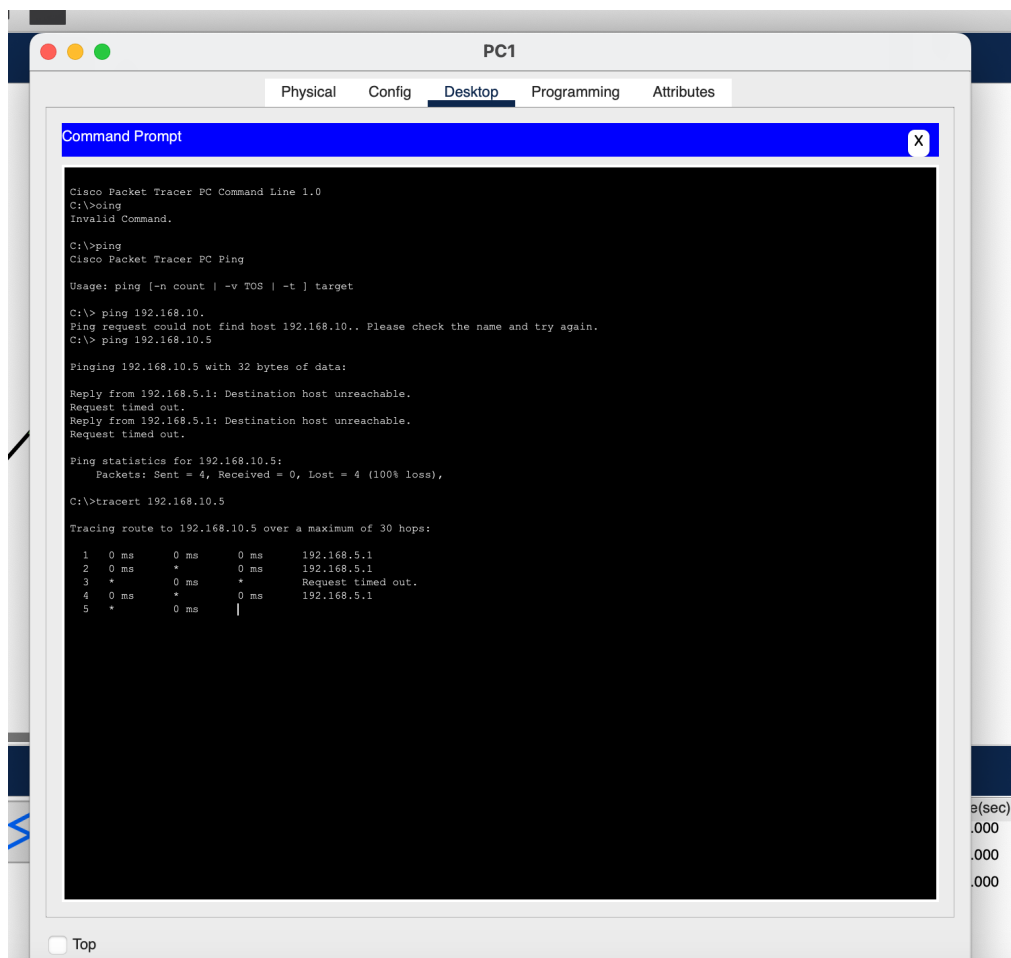 PC1
Physical Config Desktop Programming Attributes
Command Prompt
X
Cisco Packet Tracer PC Command Line 1.0
C:\>oing
Invalid Command.
C:\>ping
Cisco Packet Tracer PC Ping
Usage: ping [-n count | -v TOS | -t ] target
C:\> ping 192.168.10.
Ping request could not find host 192.168.10.. Please check the name and try again.
C:\> ping 192.168.10.5
Pinging 192.168.10.5 with 32 bytes of data:
Reply from 192.168.5.1: Destination host unreachable.
Request timed out.
Reply from 192.168.5.1: Destination host unreachable.
Request timed out.
Ping statistics for 192.168.10.5:
Packets: Sent = 4, Received = 0, Lost = 4 (100% loss),
C:\>tracert 192.168.10.5
Tracing route to 192.168.10.5 over a maximum of 30 hops:
1 0 ms 0 ms 0 ms 192.168.5.1
2 0 ms * 0 ms 192.168.5.1
3 * 0 ms * Request timed out.
4 0 ms * 0 ms 192.168.5.1
5 * 0 ms
e(sec)
.000
.000
.000
Top